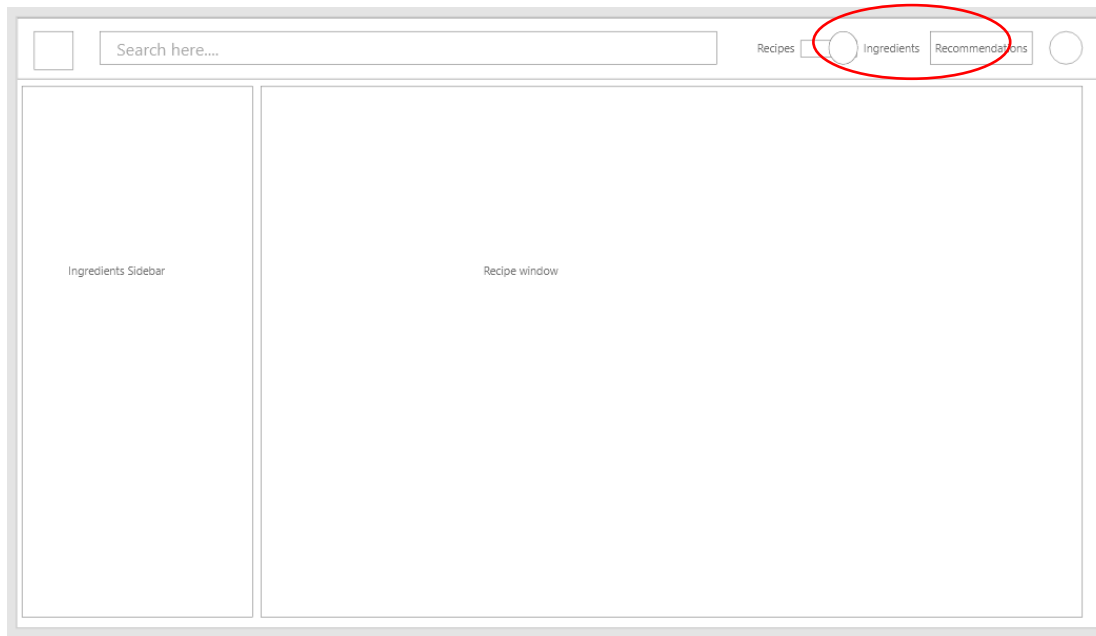 Search here....
Recipes
Ingredients
Recommendations
Ingredients Sidebar
Recipe window